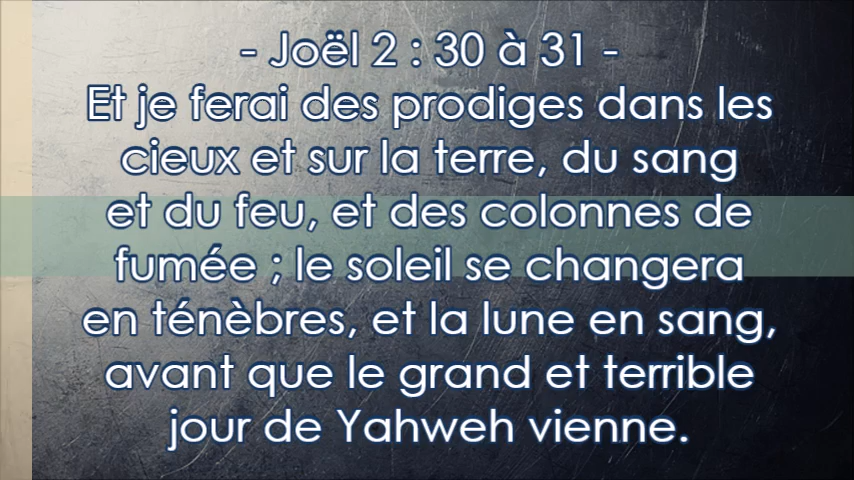 - Joël 2 : 30 à 31 -
Et je ferai des prodiges dans les
cieux et sur la terre, du sang
et du feu, et des colonnes de
fumée ; le soleil se changera
en ténèbres, et la lune en sang,
avant que le grand et terrible
jour de Yahweh vienne.